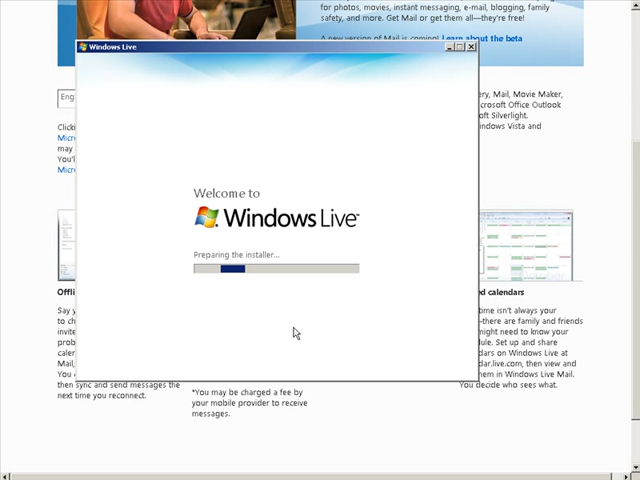 for photos, movies, instant messaging, e-mail, blogging, family
safety, and more. Get Mail or get them all—they're free!
A new version of Mail is coming! Learn about the beta
Windows Live
Eng
ery, Mail, Movie Maker,
crosoft Office Outlook
oft Silverlight.
indows Vista and
Clicki
Micro
may
You'l
Micro
Welcome to
Windows Live
Preparing the installer...
Offli
ed calendars
Say y
to ch
invite
prob
caler
Mail,
You
then sync and send messages the
next time you reconnect.
*You may be charged a fee by
your mobile provider to receive
messages.
time isn't always your
—there are family and friends
might need to know your
dule. Set up and share
dars on Windows Live at
dar.live.com, then view and
them in Windows Live Mail.
You decide who sees what.